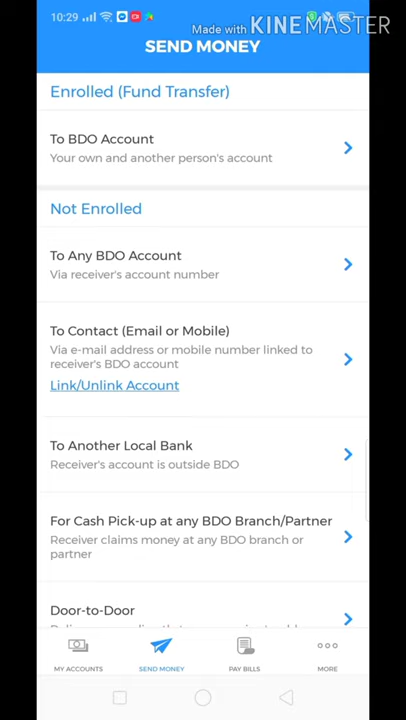 10:29
Made with KINEMASTER
SEND MONEY
Enrolled (Fund Transfer)
To BDO Account
Your own and another person's account
Not Enrolled
To Any BDO Account
Via receiver's account number
To Contact (Email or Mobile)
Via e-mail address or mobile number linked to
receiver's BDO account
Link/Unlink Account
To Another Local Bank
Receiver's account is outside BDO
For Cash Pick-up at any BDO Branch/Partner
Receiver claims money at any BDO branch or
partner
Door-to-Door
MY ACCOUNTS
SEND MONEY
PAY BILLS
MORE